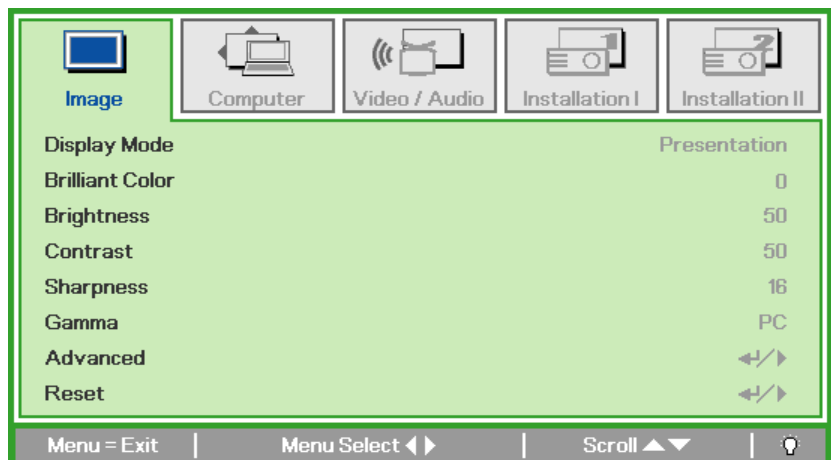 Image Computer Video / Audio Installation I Installation II
Display Mode Presentation
Brilliant Color 0
Brightness 50
Contrast 50
Sharpness 16
Gamma PC
Advanced ↵/▶
Reset ↵/▶
Menu = Exit | Menu Select ◀▶ | Scroll ▲▼ |